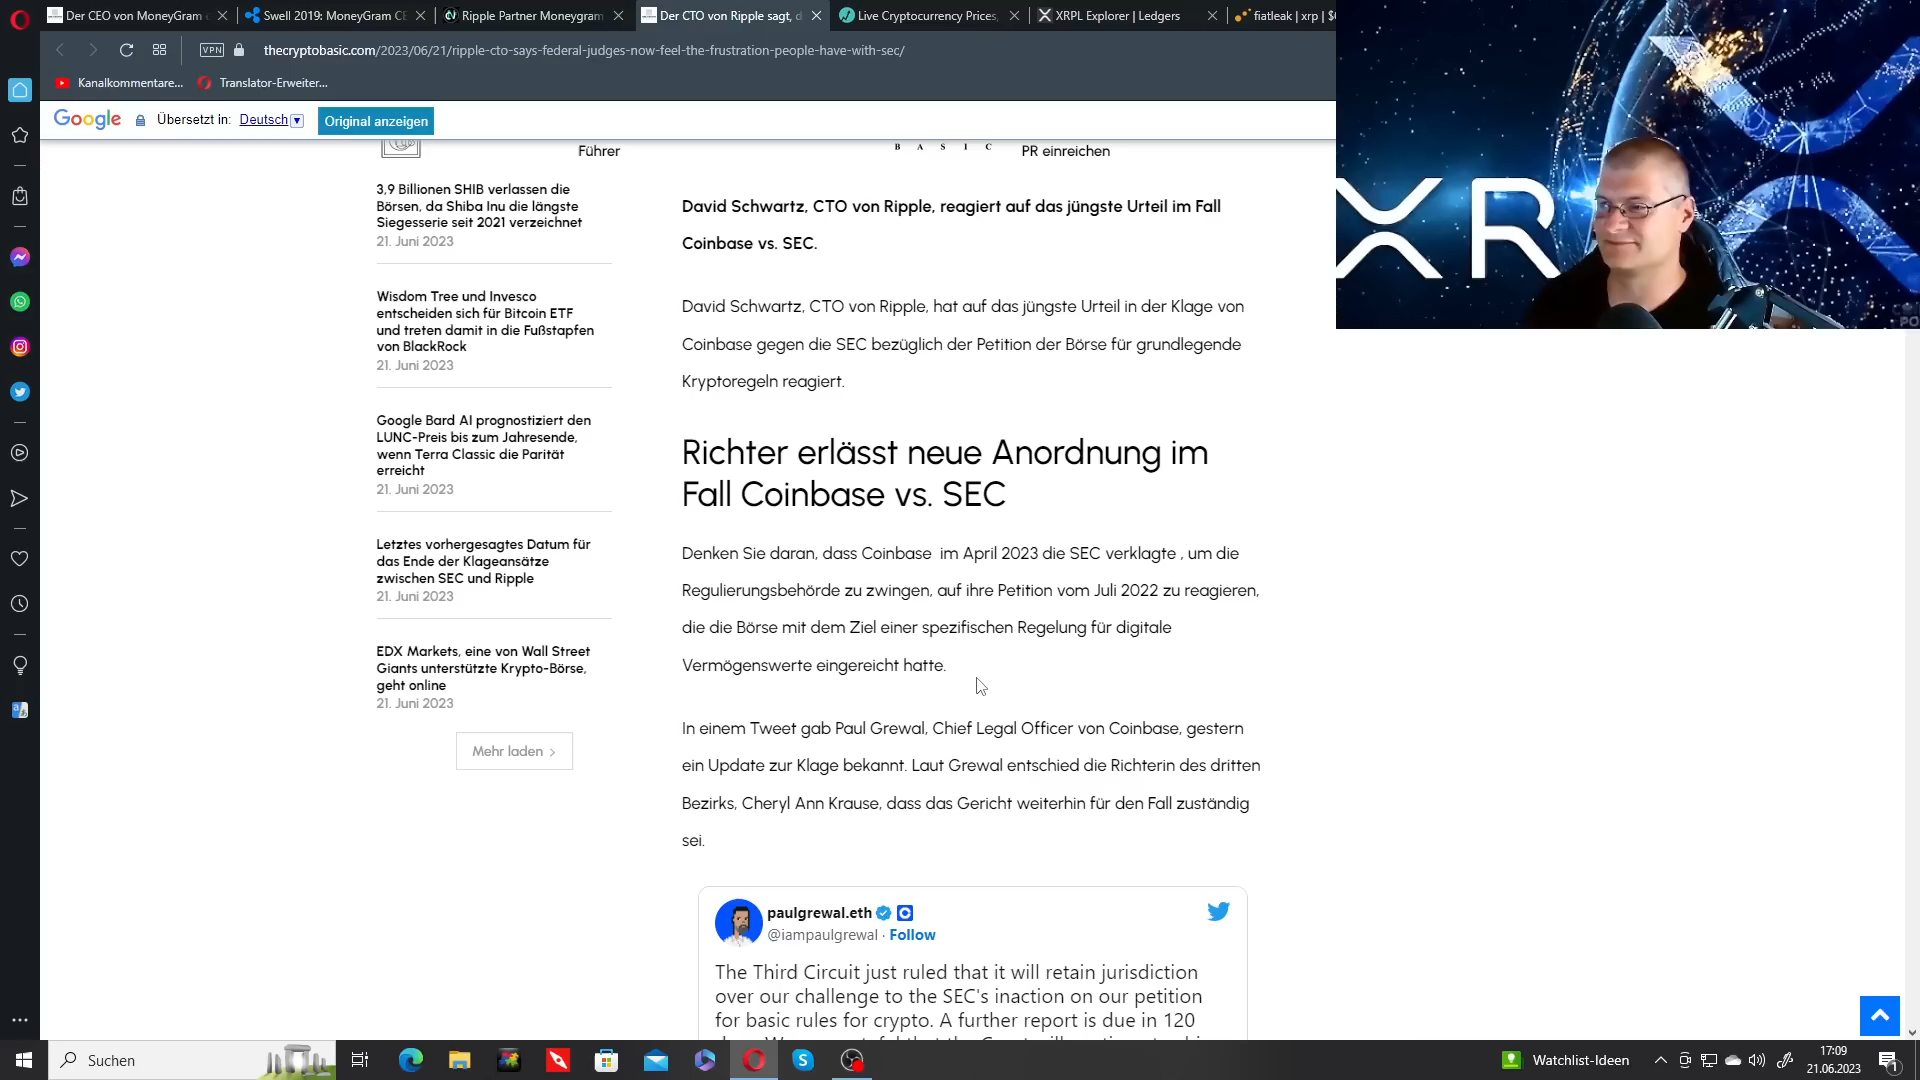 Der CEO von MoneyGram
Swell 2019: MoneyGram CE
Ripple Partner Moneygram
Der CTO von Ripple sagt, d
Live Cryptocurrency Prices,
XRPL Explorer | Ledgers
fiatleak | xrp | $
VPN
thecryptobasic.com/2023/06/21/ripple-cto-says-federal-judges-now-feel-the-frustration-people-have-with-sec/
Kanalkommentare...
Translator-Erweiter...
Google
Übersetzt in:
Deutsch
Original anzeigen
Führer
BASIC
PR einreichen
XR
3,9 Billionen SHIB verlassen die
Börsen, da Shiba Inu die längste
Siegesserie seit 2021 verzeichnet
21. Juni 2023
Wisdom Tree und Invesco
entscheiden sich für Bitcoin ETF
und treten damit in die Fußstapfen
von BlackRock
21. Juni 2023
Google Bard AI prognostiziert den
LUNC-Preis bis zum Jahresende,
wenn Terra Classic die Parität
erreicht
21. Juni 2023
Letztes vorhergesagtes Datum für
das Ende der Klageansätze
zwischen SEC und Ripple
21. Juni 2023
EDX Markets, eine von Wall Street
Giants unterstützte Krypto-Börse,
geht online
21. Juni 2023
Mehr laden
David Schwartz, CTO von Ripple, reagiert auf das jüngste Urteil im Fall
Coinbase vs. SEC.
David Schwartz, CTO von Ripple, hat auf das jüngste Urteil in der Klage von
Coinbase gegen die SEC bezüglich der Petition der Börse für grundlegende
Kryptoregeln reagiert.
Richter erlässt neue Anordnung im
Fall Coinbase vs. SEC
Denken Sie daran, dass Coinbase im April 2023 die SEC verklagte , um die
Regulierungsbehörde zu zwingen, auf ihre Petition vom Juli 2022 zu reagieren,
die die Börse mit dem Ziel einer spezifischen Regelung für digitale
Vermögenswerte eingereicht hatte.
In einem Tweet gab Paul Grewal, Chief Legal Officer von Coinbase, gestern
ein Update zur Klage bekannt. Laut Grewal entschied die Richterin des dritten
Bezirks, Cheryl Ann Krause, dass das Gericht weiterhin für den Fall zuständig
sei.
paulgrewal.eth
@iampaulgrewal · Follow
The Third Circuit just ruled that it will retain jurisdiction
over our challenge to the SEC's inaction on our petition
for basic rules for crypto. A further report is due in 120
Suchen
Watchlist-Ideen
17:09
21.06.2023
1